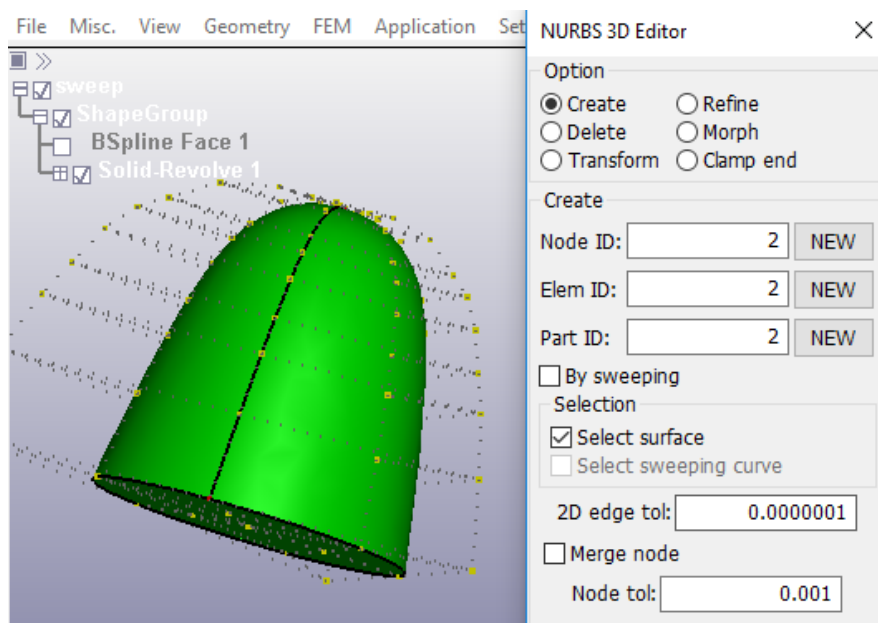 File Misc. View Geometry FEM Application Set
sweep
ShapeGroup
BSpline Face 1
Solid-Revolve 1
NURBS 3D Editor
Option
Create Refine
Delete Morph
Transform Clamp end
Create
Node ID: 2 NEW
Elem ID: 2 NEW
Part ID: 2 NEW
By sweeping
Selection
Select surface
Select sweeping curve
2D edge tol: 0.0000001
Merge node
Node tol: 0.001